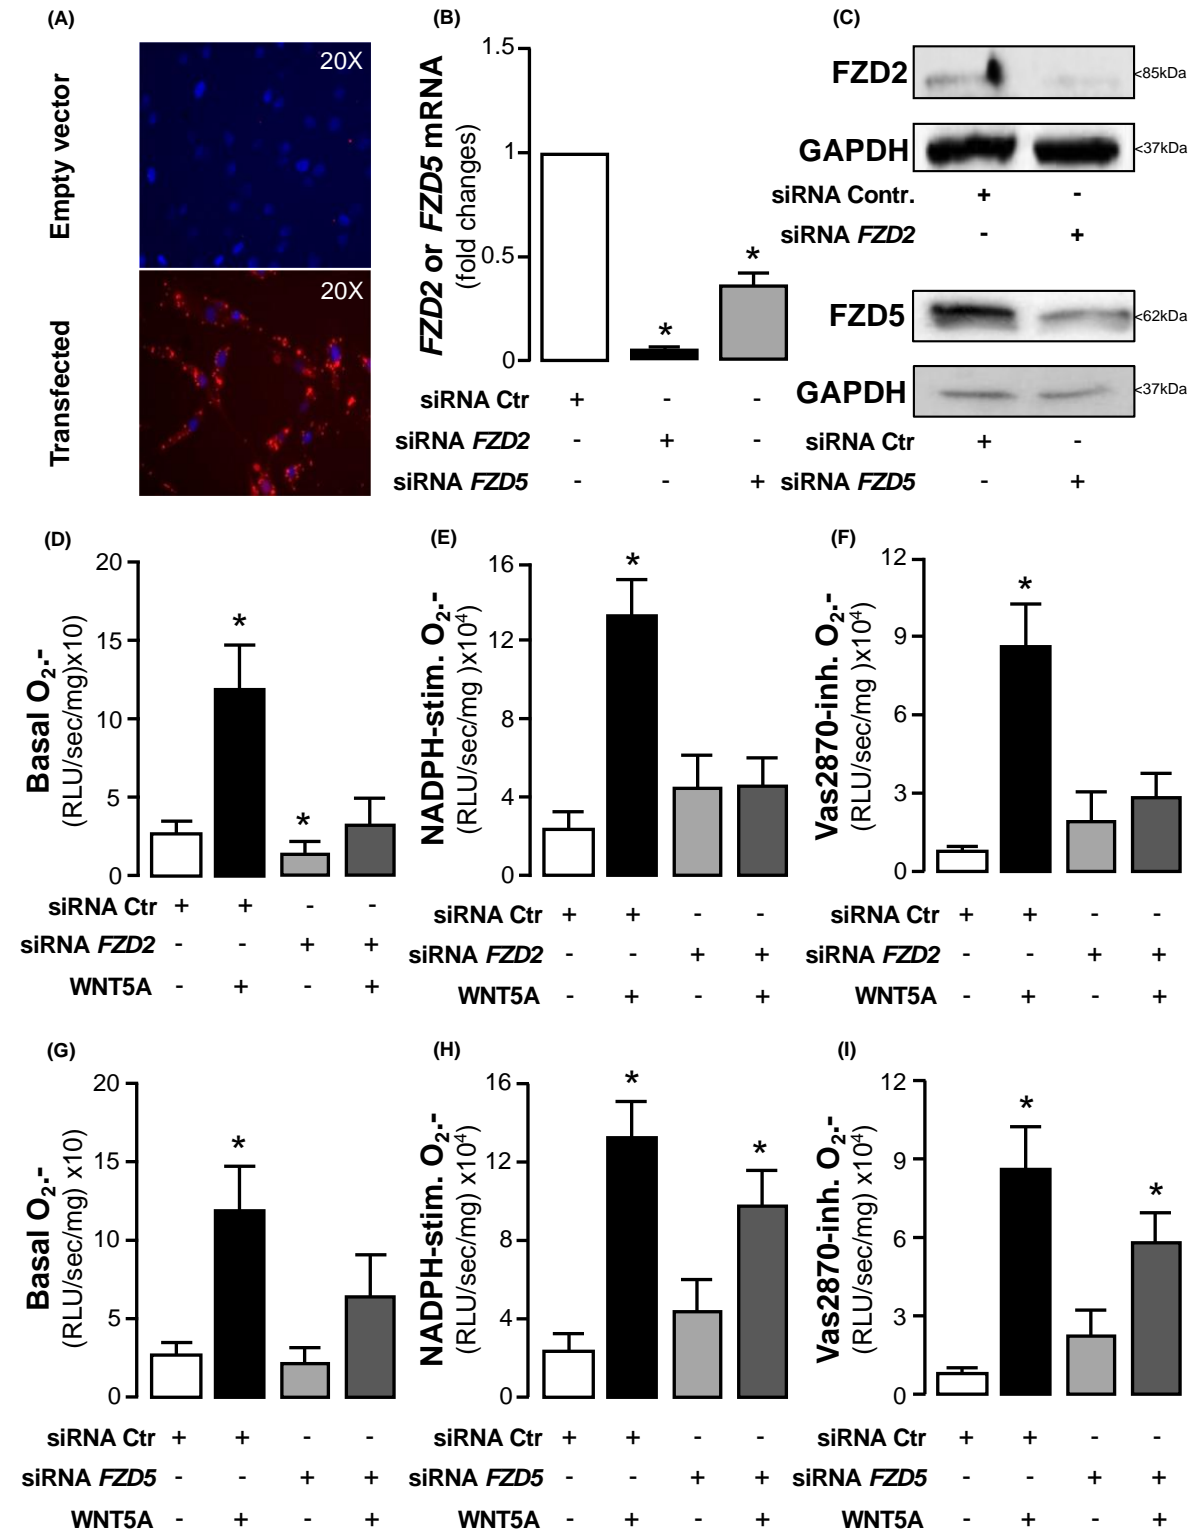 (A)
Empty vector
20X
Transfected
20X
(B)
FZD2 or FZD5 mRNA
(fold changes)
1.5
1
0.5
0
*
*
siRNA Ctr + - -
siRNA FZD2 - + -
siRNA FZD5 - - +
(C)
FZD2 <85kDa
GAPDH <37kDa
siRNA Contr. + -
siRNA FZD2 - +
FZD5 <62kDa
GAPDH <37kDa
siRNA Ctr + -
siRNA FZD5 - +
(D)
Basal O2.-
(RLU/sec/mg)x10)
20
15
10
5
0
*
*
siRNA Ctr + + - -
siRNA FZD2 - - + +
WNT5A - + - +
(E)
NADPH-stim. O2.-
(RLU/sec/mg )x10⁴)
16
12
8
4
0
*
siRNA Ctr + + - -
siRNA FZD2 - - + +
WNT5A - + - +
(F)
Vas2870-inh. O2.-
(RLU/sec/mg )x10⁴)
12
9
6
3
0
*
siRNA Ctr + + - -
siRNA FZD2 - - + +
WNT5A - + - +
(G)
Basal O2.-
(RLU/sec/mg) x10)
20
15
10
5
0
*
siRNA Ctr + + - -
siRNA FZD5 - - + +
WNT5A - + - +
(H)
NADPH-stim. O2.-
(RLU/sec/mg) x10⁴)
16
12
8
4
0
*
*
siRNA Ctr + + - -
siRNA FZD5 - - + +
WNT5A - + - +
(I)
Vas2870-inh. O2.-
(RLU/sec/mg) x10⁴)
12
9
6
3
0
*
*
siRNA Ctr + + - -
siRNA FZD5 - - + +
WNT5A - + - +